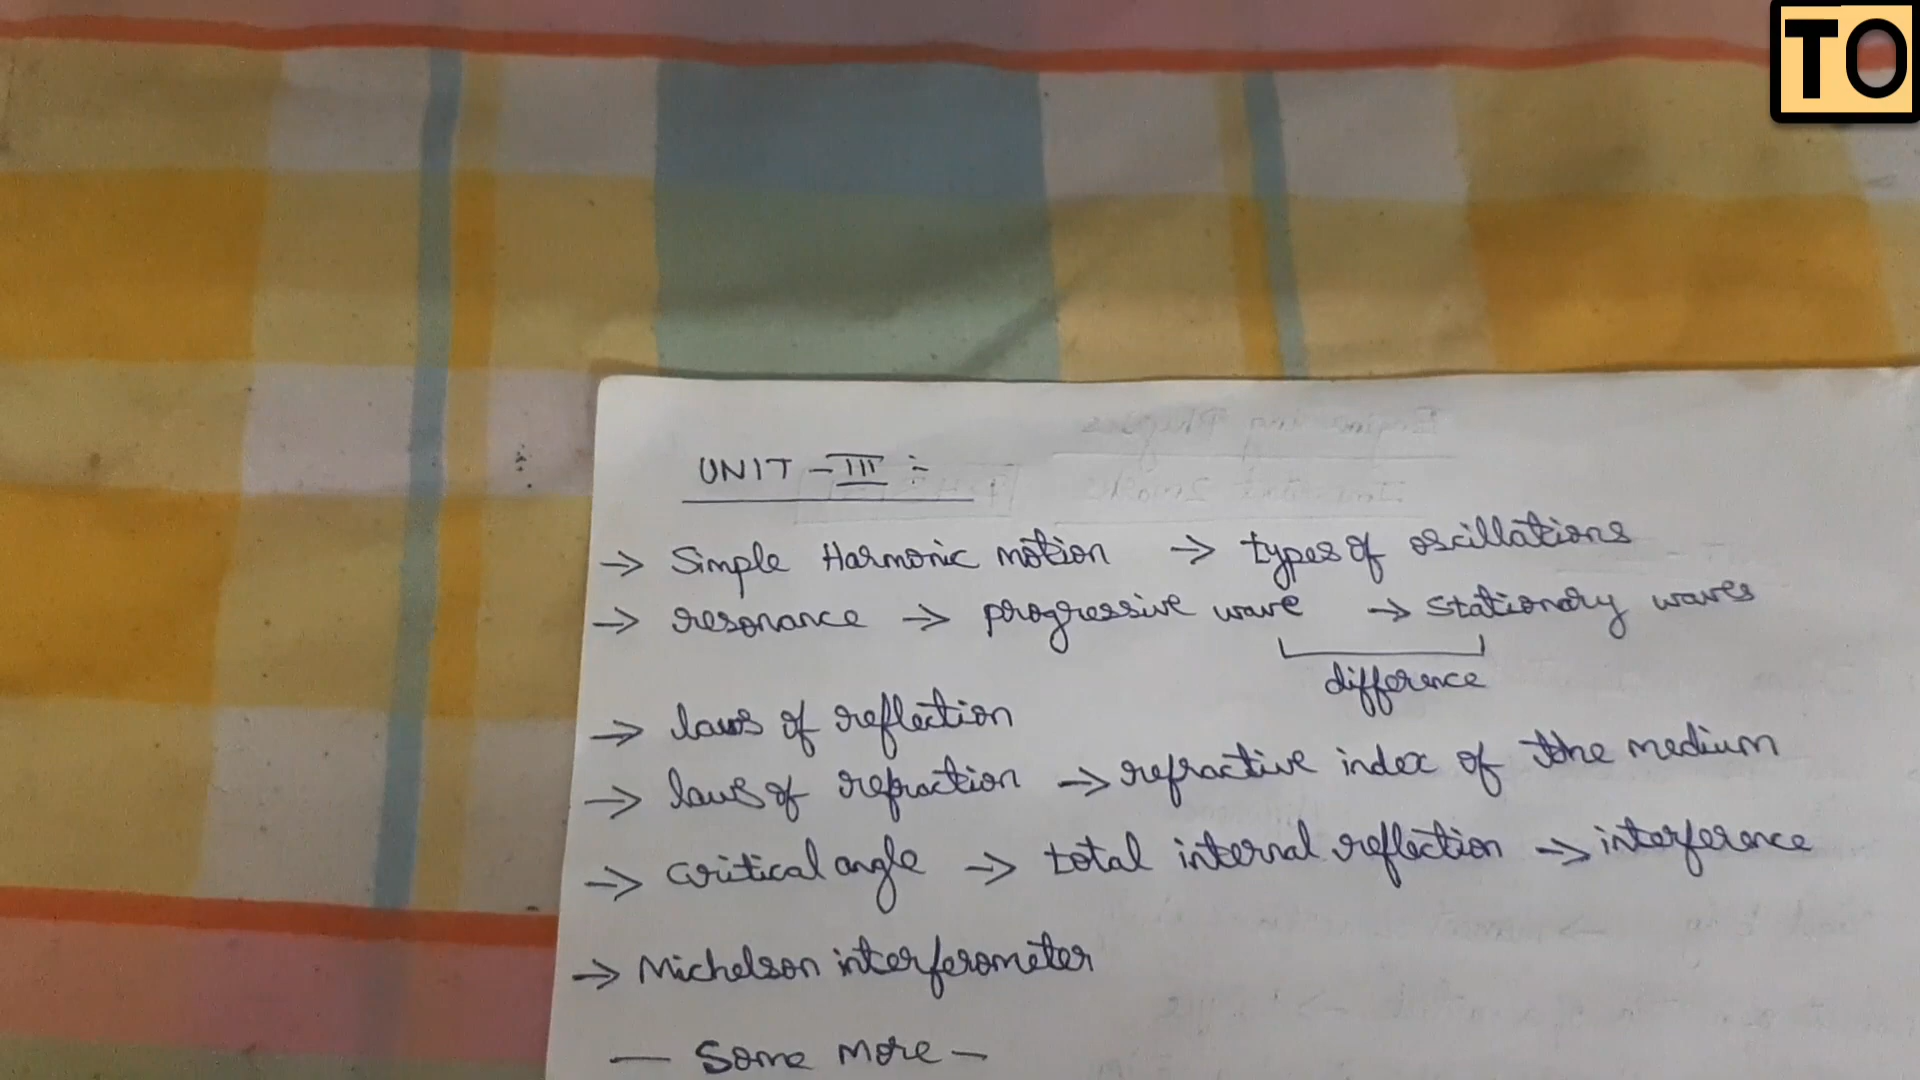 TO
UNIT - III :-
→ Simple Harmonic motion → types of oscillations
→ resonance → progressive wave → stationary waves
difference
→ laws of reflection
→ laws of refraction → refractive index of the medium
→ critical angle → total internal reflection → interference
→ Michelson interferometer
— Some more —